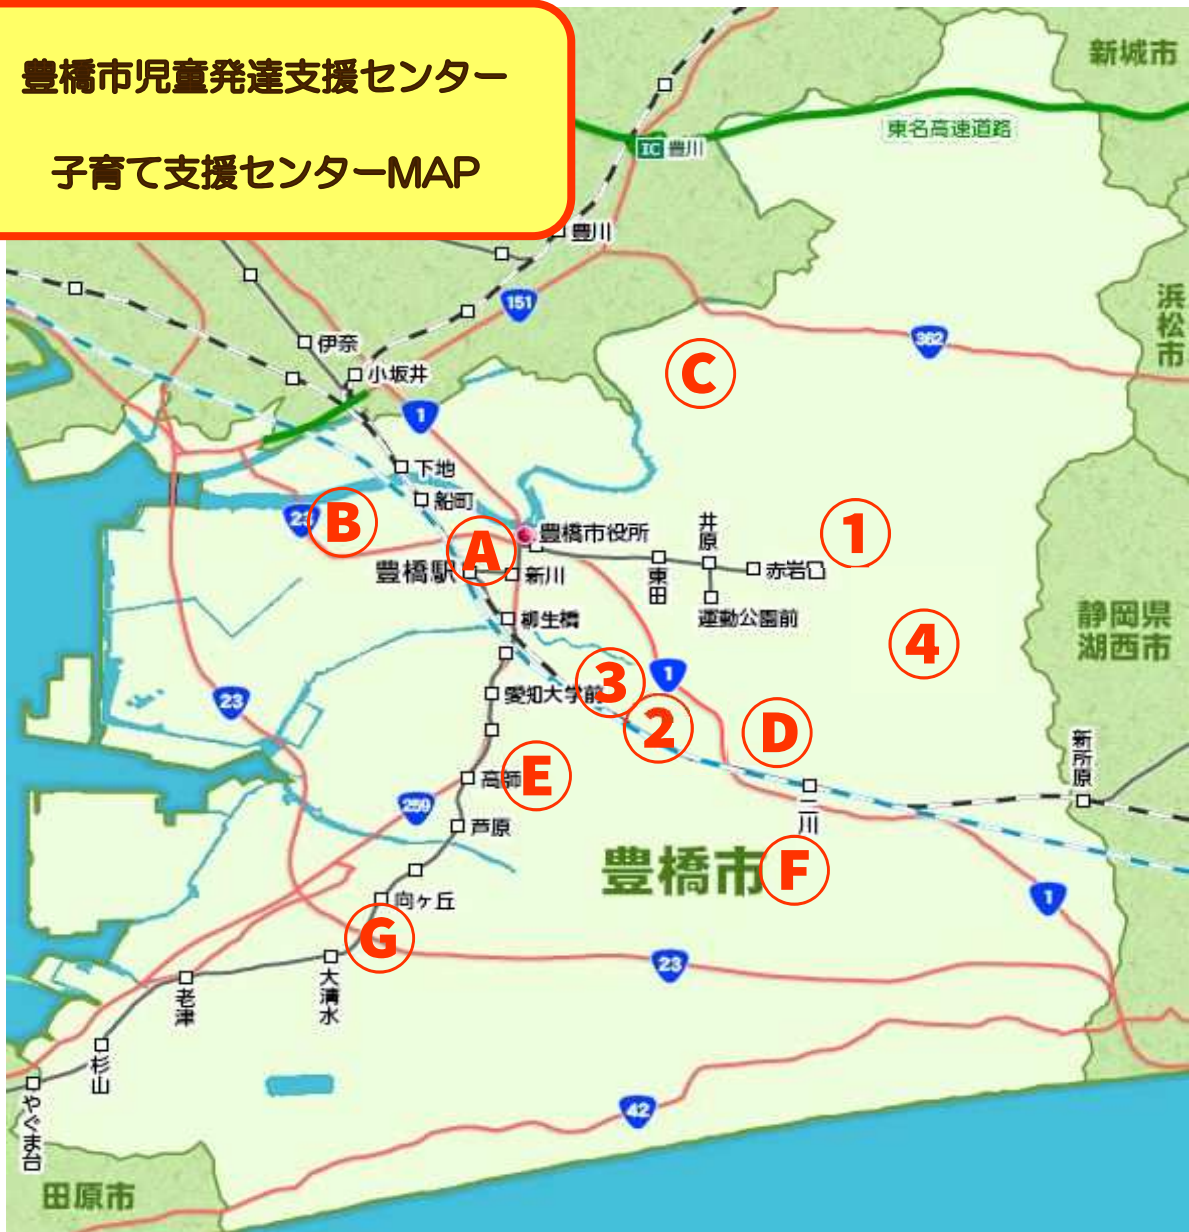 豊橋市児童発達支援センター
子育て支援センターMAP
新城市
東名高速道路
IC 豊川
豊川
151
浜松市
362
伊奈
小坂井
C
1
下地
船町
23
B
A
豊橋市役所
井原
1
豊橋駅
新川
東田
赤岩口
柳生橋
運動公園前
静岡県
湖西市
4
3
1
愛知大学前
23
2
D
新所原
高師
E
259
二川
芦原
豊橋市
F
向ヶ丘
1
G
23
大清水
老津
杉山
やぐま台
42
田原市